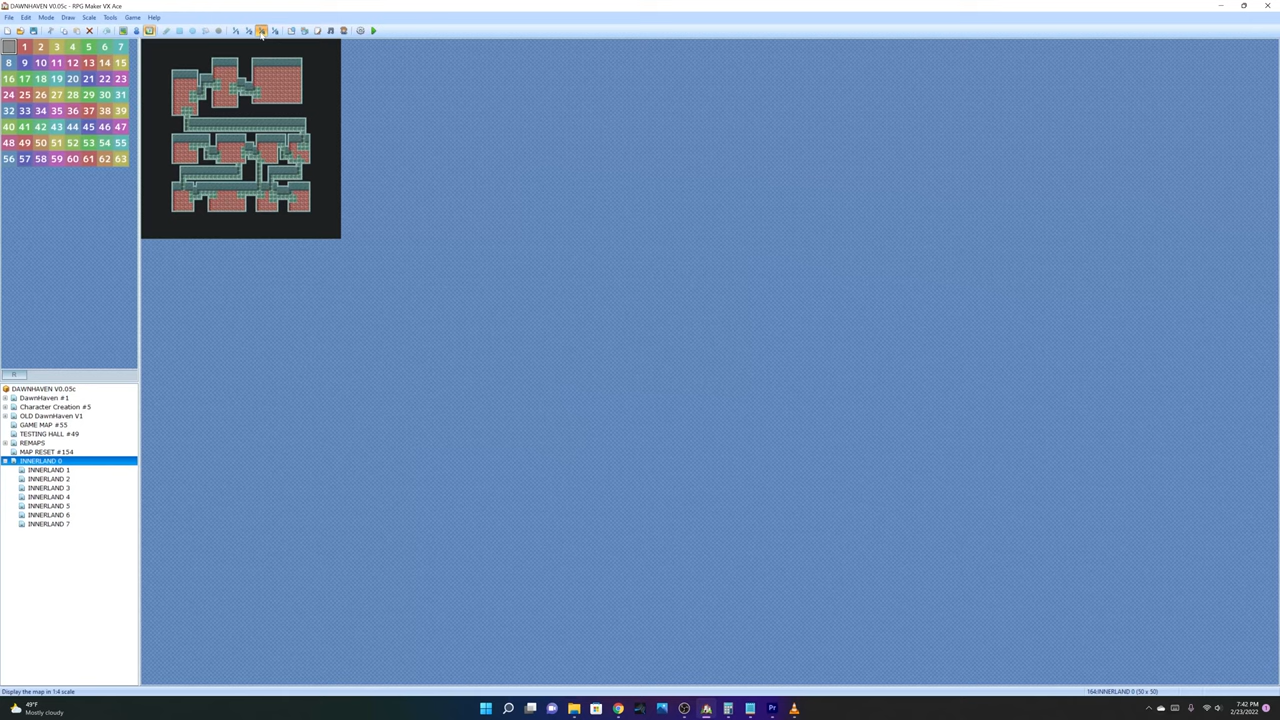 DAWNHAVEN V0.05c - RPG Maker VX Ace
File Edit Mode Draw Scale Tools Game Help
1 2 3 4 5 6 7
8 9 10 11 12 13 14 15
16 17 18 19 20 21 22 23
24 25 26 27 28 29 30 31
32 33 34 35 36 37 38 39
40 41 42 43 44 45 46 47
48 49 50 51 52 53 54 55
56 57 58 59 60 61 62 63
DAWNHAVEN V0.05c
DawnHaven #1
Character Creation #5
OLD DawnHaven V1
GAME MAP #55
TESTING HALL #49
REMAPS
MAP RESET #154
INNERLAND 0
INNERLAND 1
INNERLAND 2
INNERLAND 3
INNERLAND 4
INNERLAND 5
INNERLAND 6
INNERLAND 7
Display the map in 1:4 scale
164:INNERLAND 0 (50 x 50)
49°F
Mostly cloudy
7:42 PM
2/23/2022